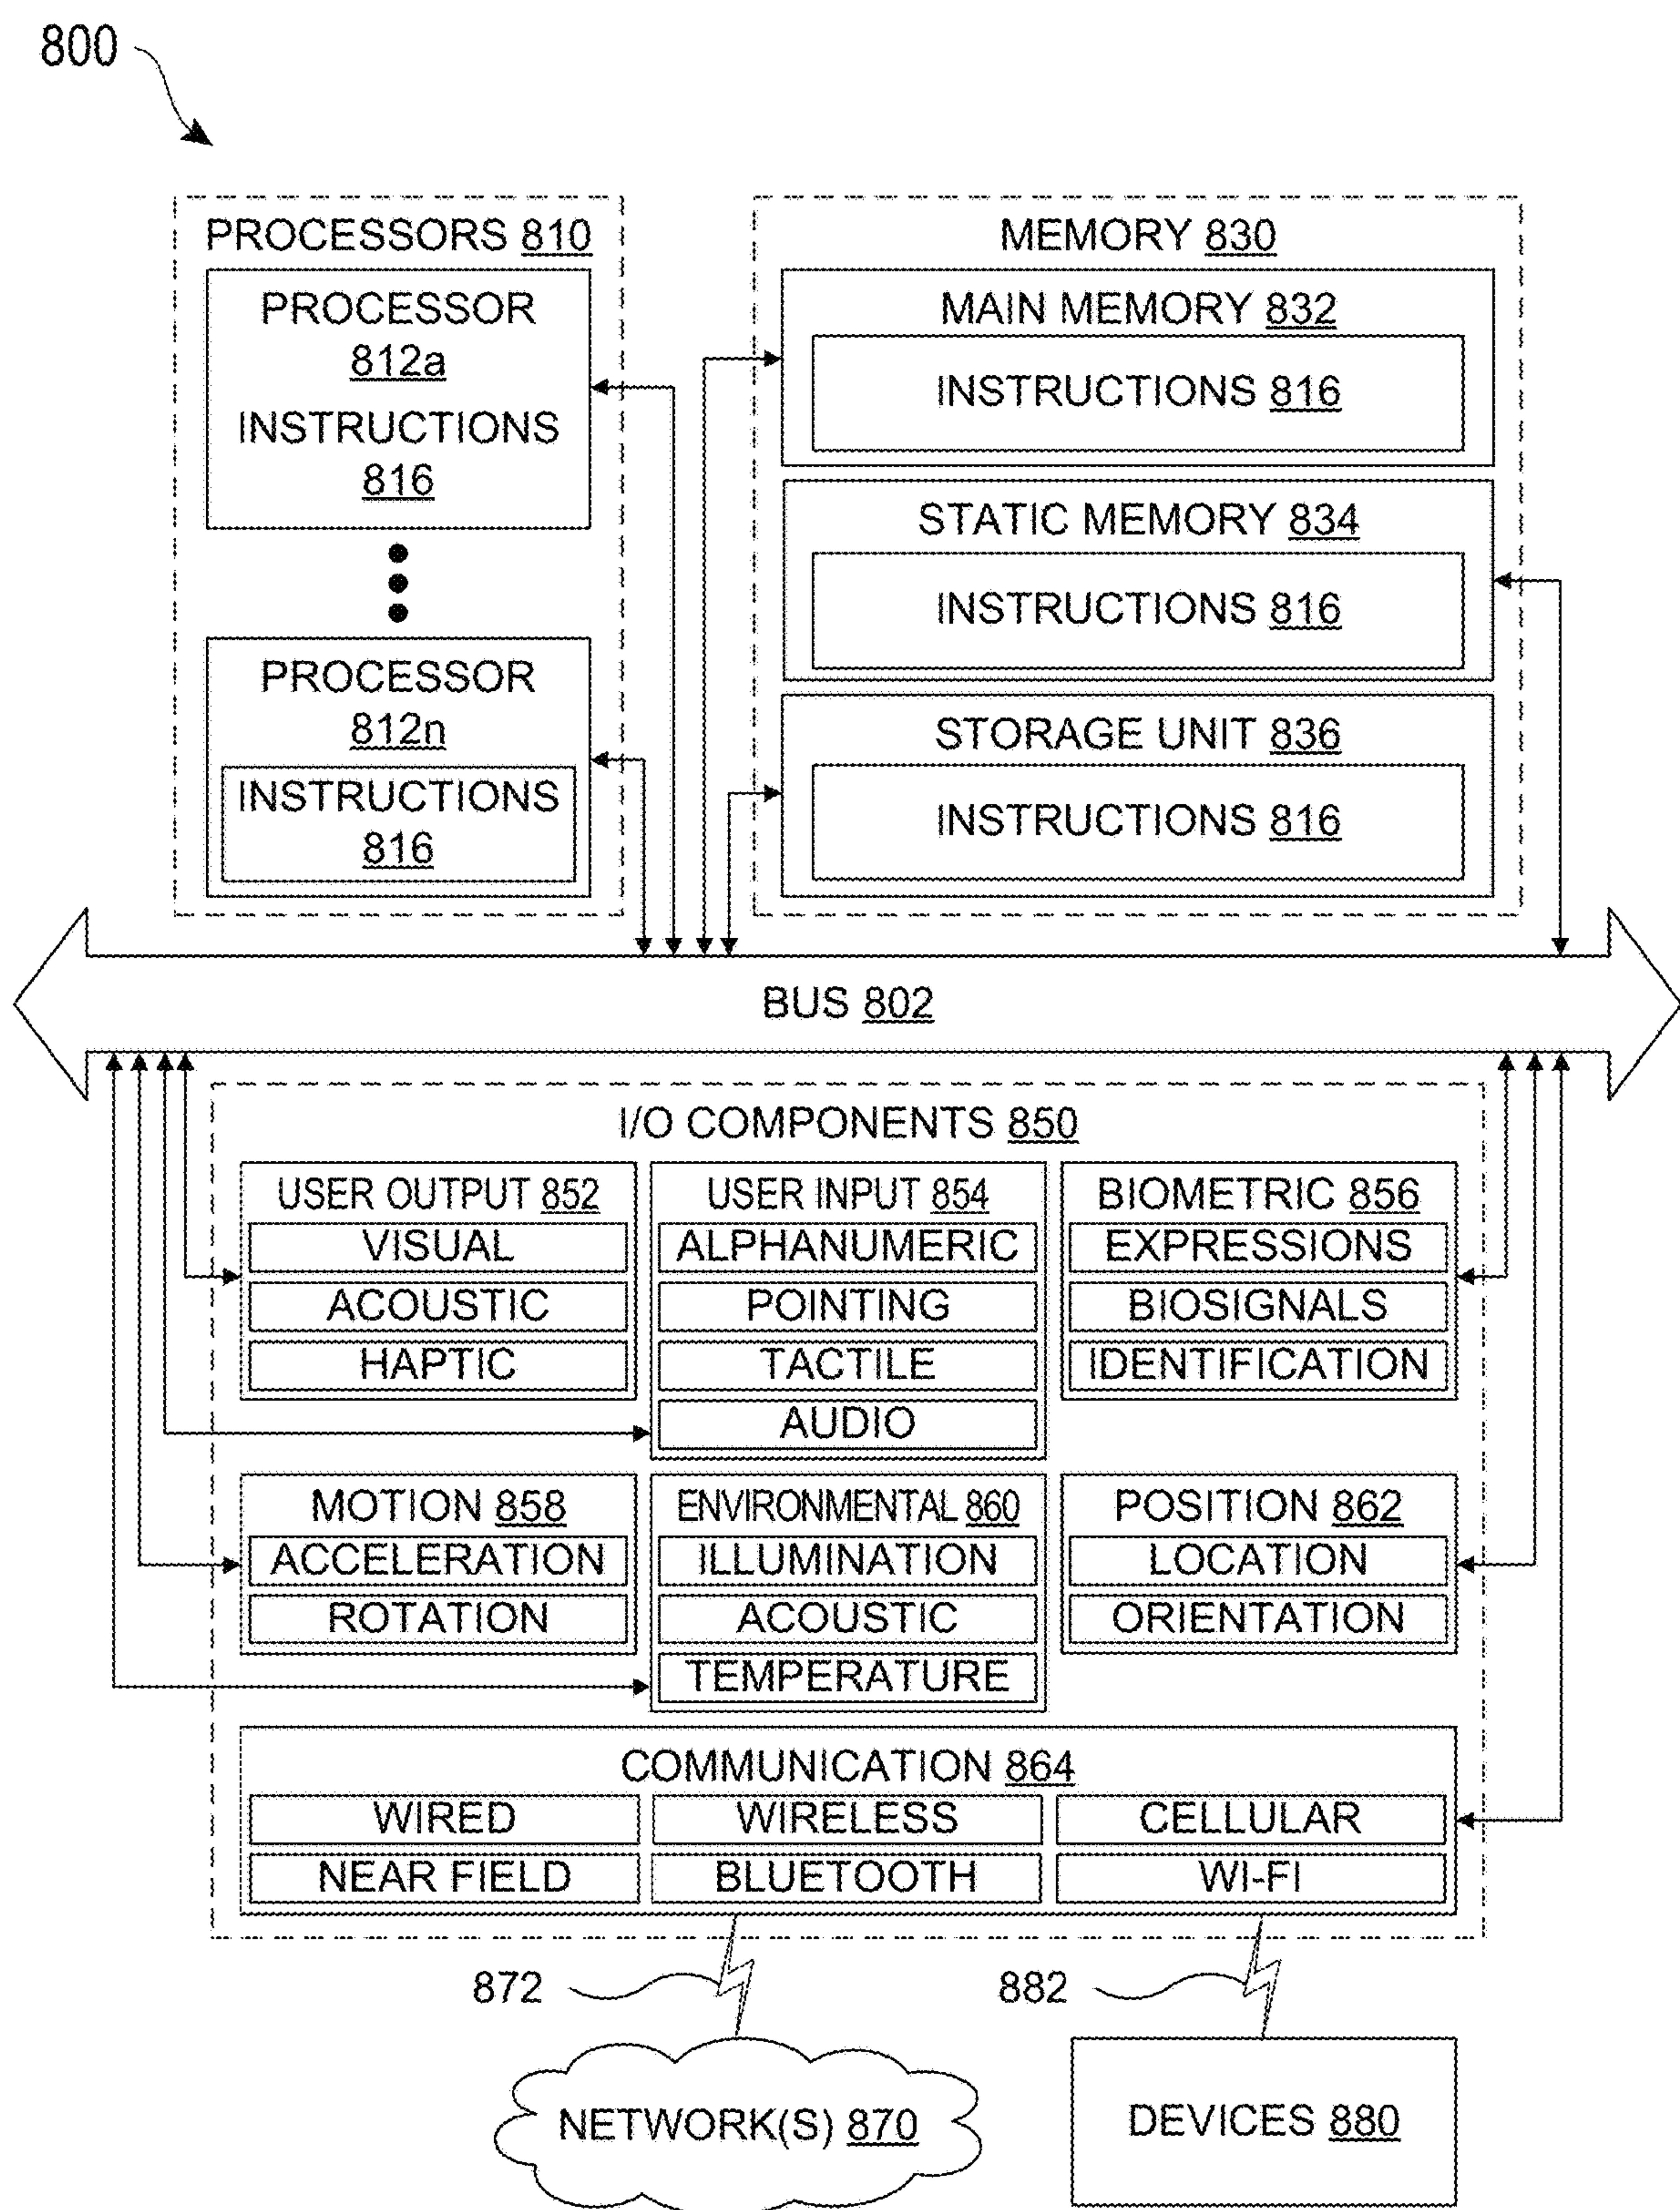 800
PROCESSORS 810
PROCESSOR
812a
INSTRUCTIONS
816
PROCESSOR
812n
INSTRUCTIONS
816
MEMORY 830
MAIN MEMORY 832
INSTRUCTIONS 816
STATIC MEMORY 834
INSTRUCTIONS 816
STORAGE UNIT 836
INSTRUCTIONS 816
BUS 802
I/O COMPONENTS 850
USER OUTPUT 852
VISUAL
ACOUSTIC
HAPTIC
USER INPUT 854
ALPHANUMERIC
POINTING
TACTILE
AUDIO
BIOMETRIC 856
EXPRESSIONS
BIOSIGNALS
IDENTIFICATION
MOTION 858
ACCELERATION
ROTATION
ENVIRONMENTAL 860
ILLUMINATION
ACOUSTIC
TEMPERATURE
POSITION 862
LOCATION
ORIENTATION
COMMUNICATION 864
WIRED
WIRELESS
CELLULAR
NEAR FIELD
BLUETOOTH
WI-FI
872
882
NETWORK(S) 870
DEVICES 880